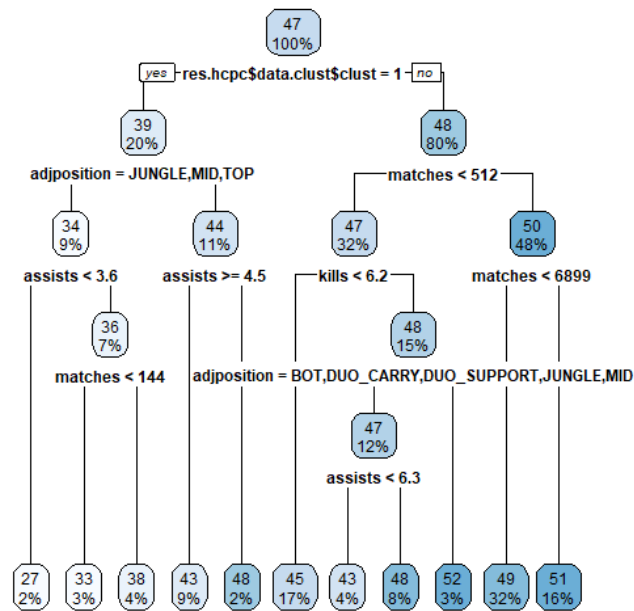 47
100%
yes res.hcpc$data.clust$clust = 1 no
39
20%
48
80%
adjposition = JUNGLE,MID,TOP
matches < 512
34
9%
44
11%
47
32%
50
48%
assists < 3.6
assists >= 4.5
kills < 6.2
matches < 6899
36
7%
48
15%
matches < 144
adjposition = BOT,DUO_CARRY,DUO_SUPPORT,JUNGLE,MID
47
12%
assists < 6.3
27 33 38 43 48 45 43 48 52 49 51
2% 3% 4% 9% 2% 17% 4% 8% 3% 32% 16%